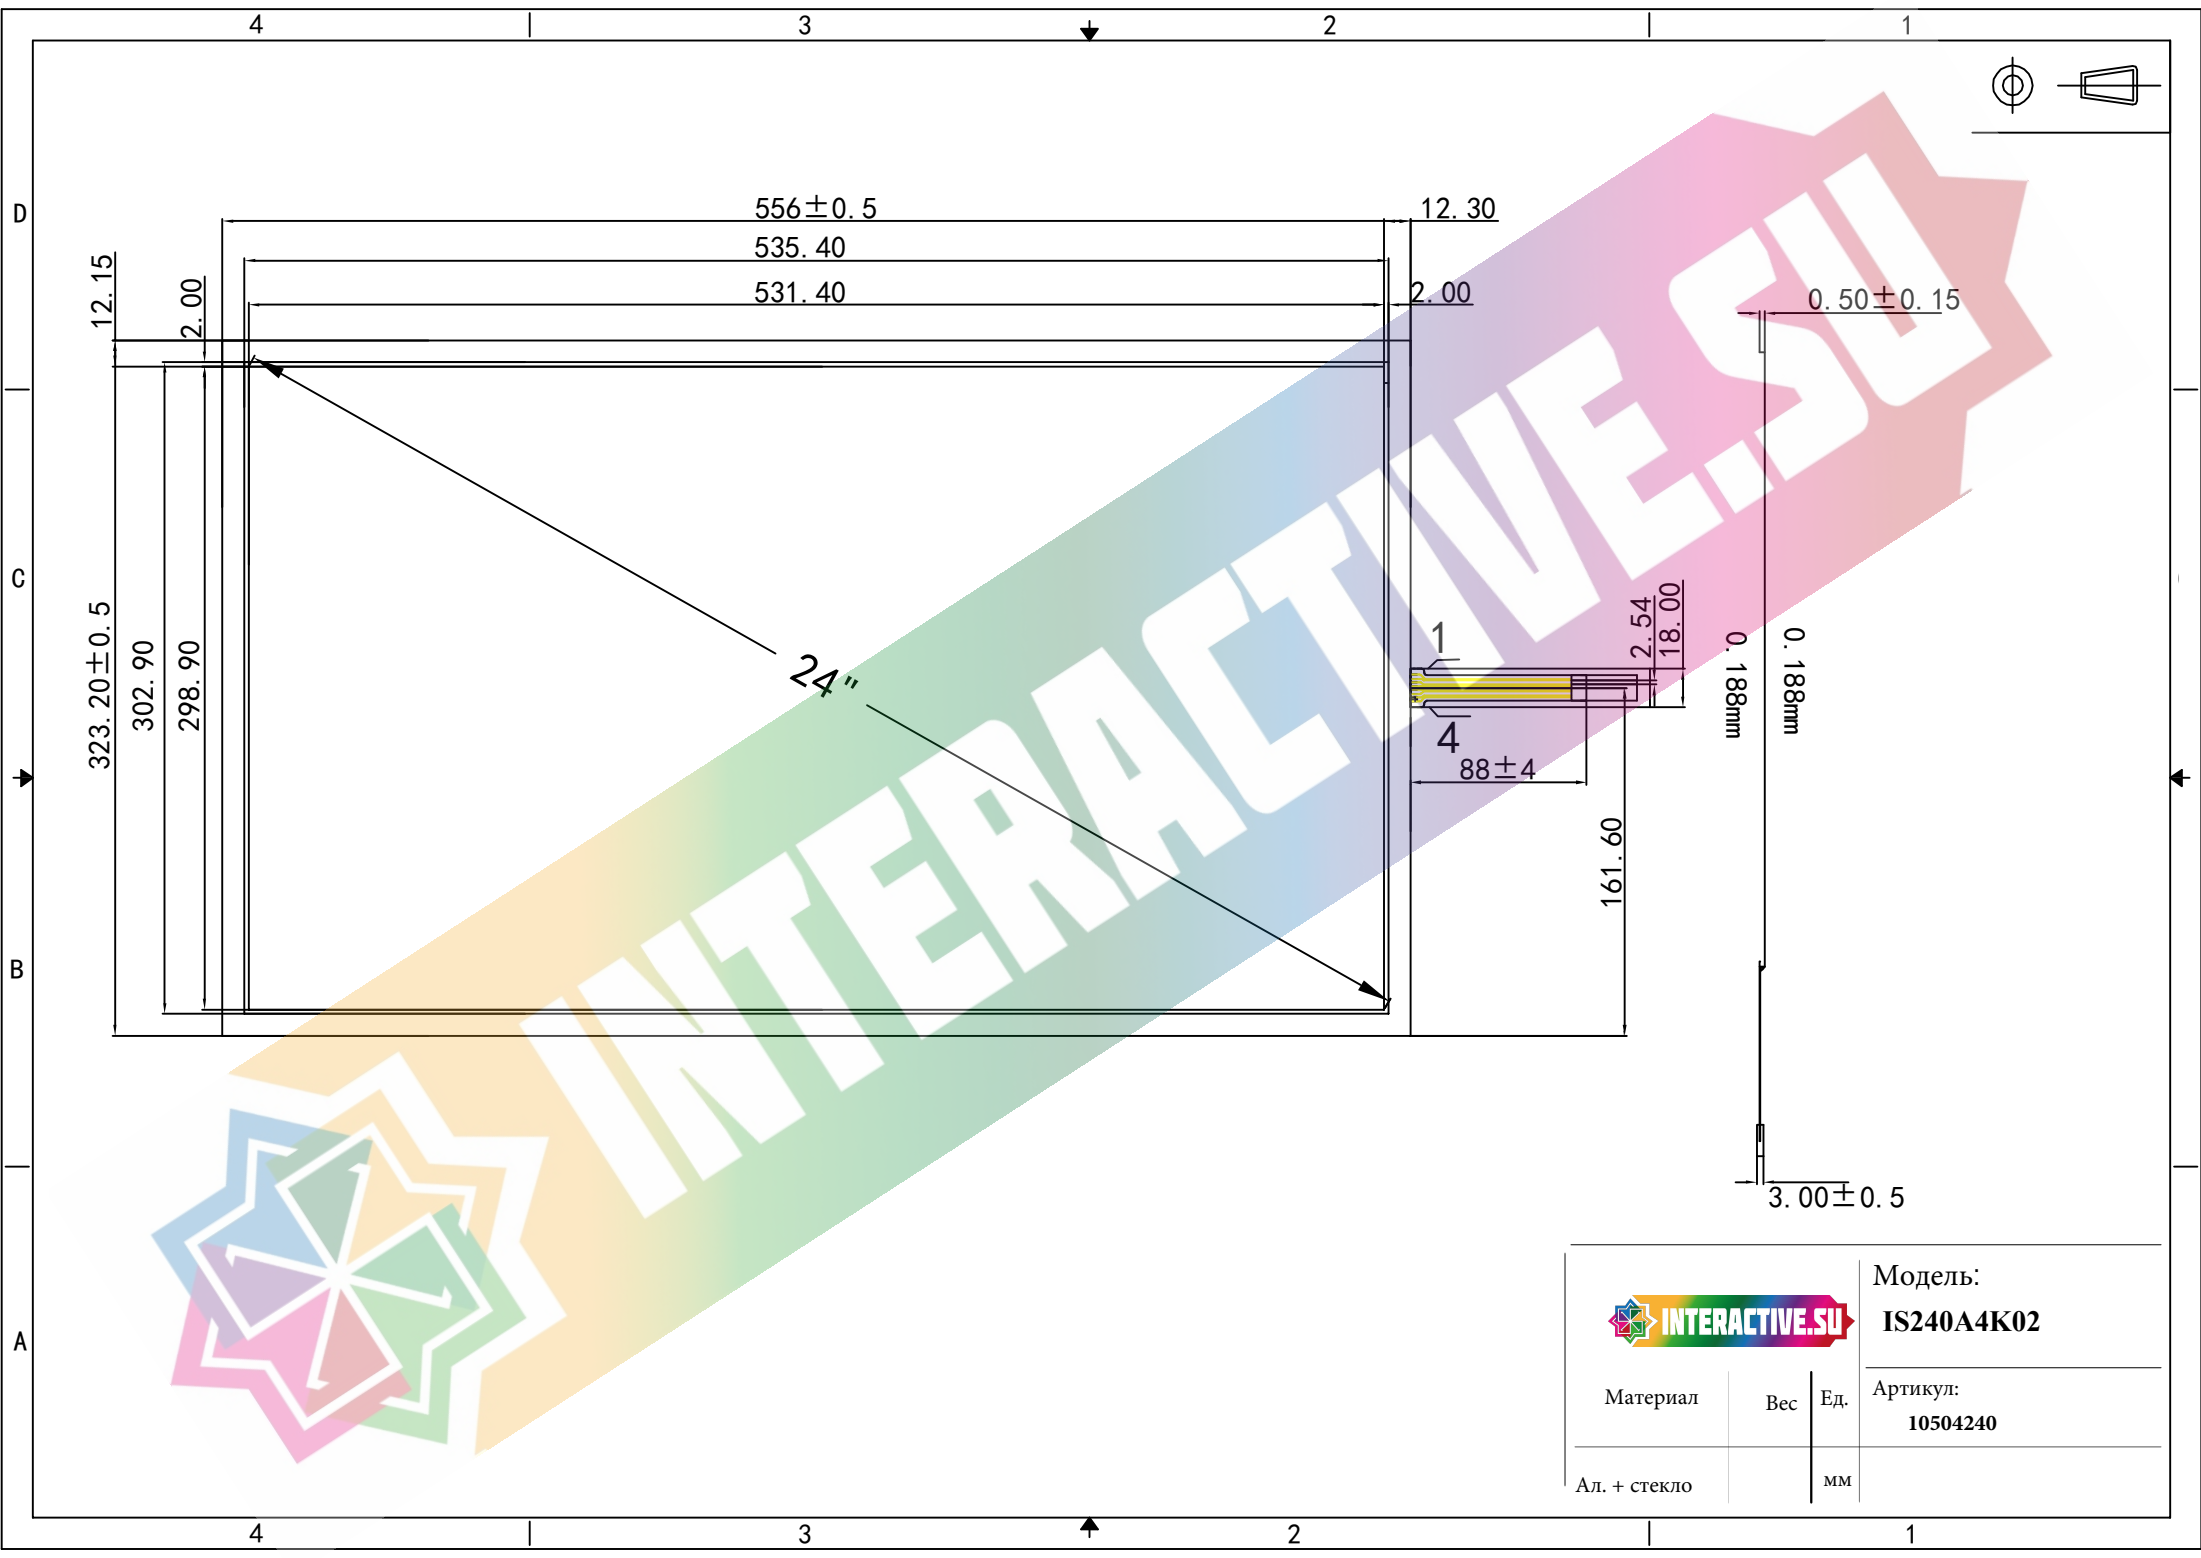 4 3 2 1
D
C
B
A
556±0.5
12.30
535.40
531.40
2.00
12.15
2.00
0.50±0.15
323.20±0.5
302.90
298.90
24"
1
4
2.54
18.00
88±4
161.60
0.188mm
0.188mm
3.00±0.5
INTERACTIVE.SU
INTERACTIVE.SU
Модель:
IS240A4K02
Материал Вес Ед.
Артикул:
10504240
Ал. + стекло мм
4 3 2 1